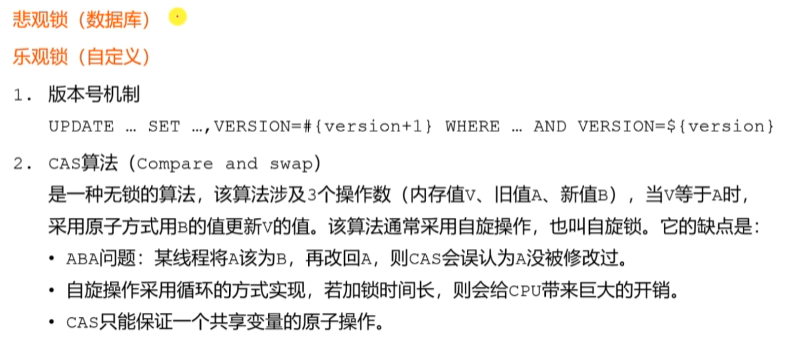 悲观锁（数据库）
乐观锁（自定义）
1. 版本号机制
UPDATE … SET …,VERSION=#{version+1} WHERE … AND VERSION=${version}
2. CAS算法（Compare and swap）
是一种无锁的算法，该算法涉及3个操作数（内存值V、旧值A、新值B），当V等于A时，
采用原子方式用B的值更新V的值。该算法通常采用自旋操作，也叫自旋锁。它的缺点是：
• ABA问题：某线程将A该为B，再改回A，则CAS会误认为A没被修改过。
• 自旋操作采用循环的方式实现，若加锁时间长，则会给CPU带来巨大的开销。
• CAS只能保证一个共享变量的原子操作。